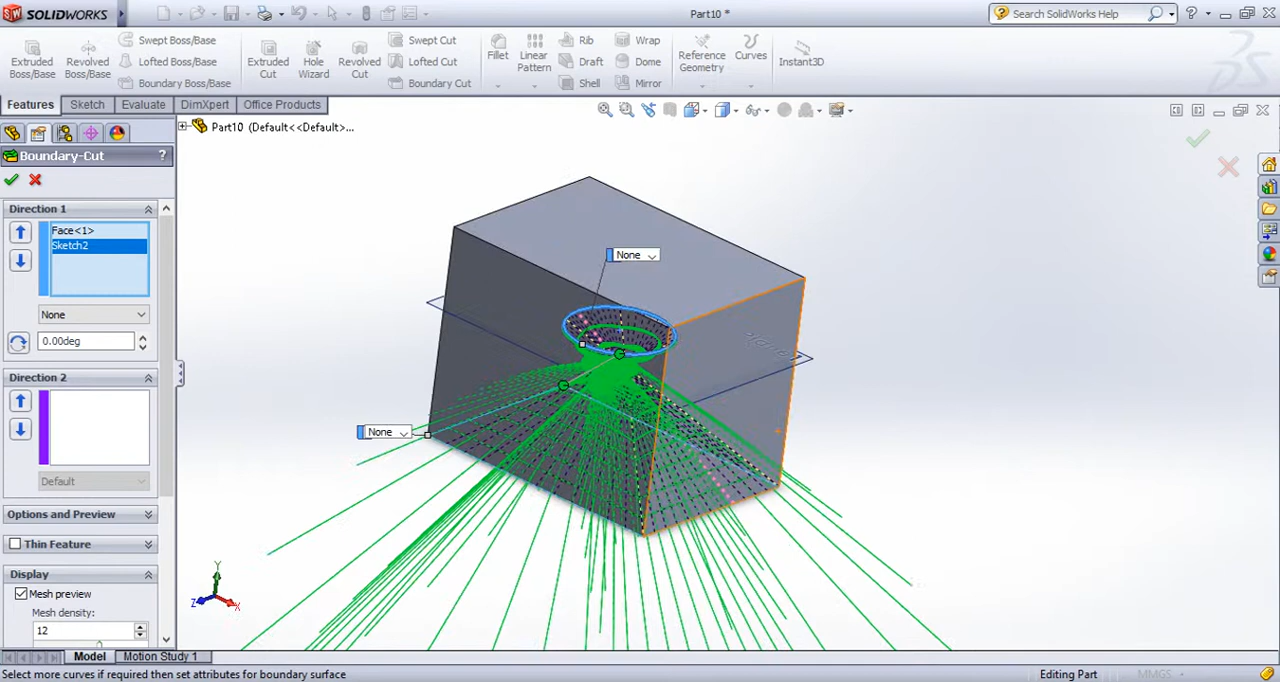 SOLIDWORKS
Part10 *
Search SolidWorks Help
Extruded Boss/Base
Revolved Boss/Base
Swept Boss/Base
Lofted Boss/Base
Boundary Boss/Base
Extruded Cut
Hole Wizard
Revolved Cut
Swept Cut
Lofted Cut
Boundary Cut
Fillet
Linear Pattern
Rib
Draft
Shell
Wrap
Dome
Mirror
Reference Geometry
Curves
Instant3D
Features
Sketch
Evaluate
DimXpert
Office Products
Part10 (Default<<Default>...
Boundary-Cut
?
Direction 1
Face<1>
Sketch2
None
0.00deg
Direction 2
Default
Options and Preview
Thin Feature
Display
Mesh preview
Mesh density:
12
None
None
Y
Z
X
Model
Motion Study 1
Select more curves if required then set attributes for boundary surface
Editing Part
MMGS